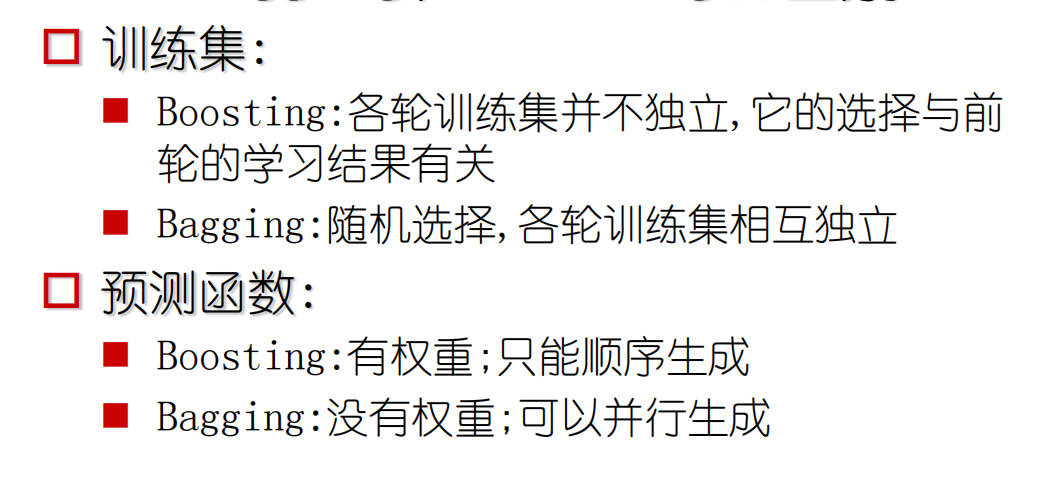 训练集:
Boosting:各轮训练集并不独立,它的选择与前
轮的学习结果有关
Bagging:随机选择,各轮训练集相互独立
预测函数:
Boosting:有权重;只能顺序生成
Bagging:没有权重;可以并行生成